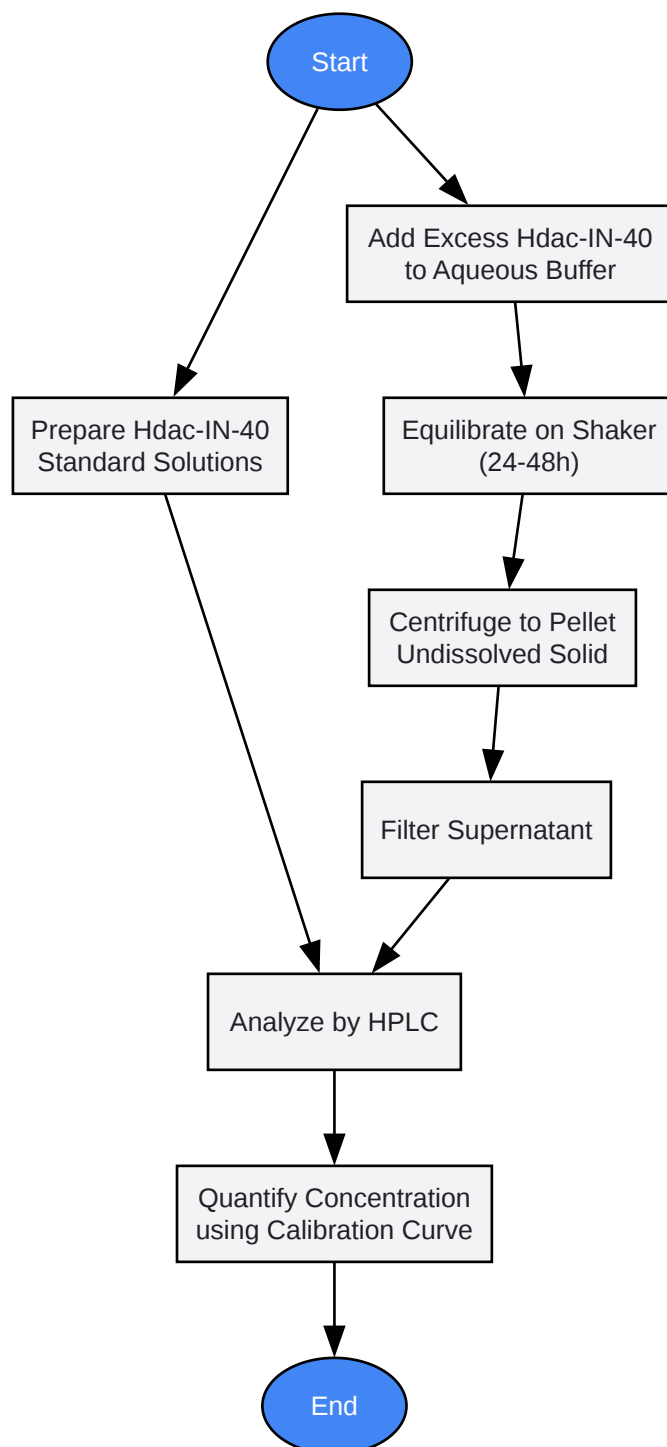 Start
Add Excess Hdac-IN-40
to Aqueous Buffer
Prepare Hdac-IN-40
Standard Solutions
Equilibrate on Shaker
(24-48h)
Centrifuge to Pellet
Undissolved Solid
Filter Supernatant
Analyze by HPLC
Quantify Concentration
using Calibration Curve
End